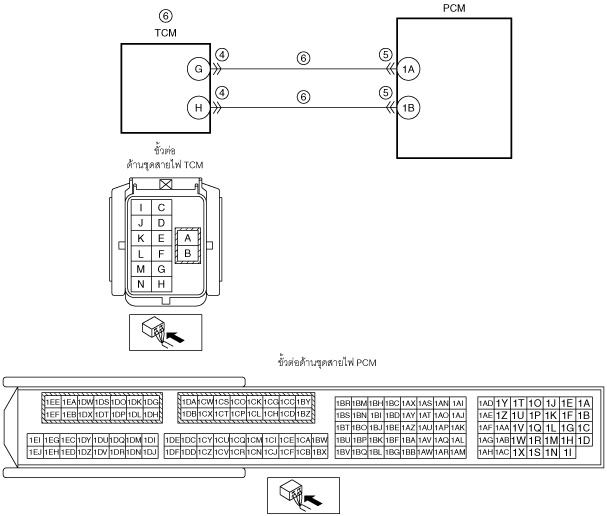 ⑥
TCM
PCM
G ④ ⑥ ⑤ 1A
H ④ ⑥ ⑤ 1B
ขั้วต่อ
ด้านชุดสายไฟ TCM
I C
J D
K E A
L F B
M G
N H
ขั้วต่อด้านชุดสายไฟ PCM
1EE 1EA 1DW 1DS 1DO 1DK 1DG 1DA 1CW 1CS 1CO 1CK 1CG 1CC 1BY 1BR 1BM 1BH 1BC 1AX 1AS 1AN 1AI 1AD 1Y 1T 1O 1J 1E 1A
1EF 1EB 1DX 1DT 1DP 1DL 1DH 1DB 1CX 1CT 1CP 1CL 1CH 1CD 1BZ 1BS 1BN 1BI 1BD 1AY 1AT 1AO 1AJ 1AE 1Z 1U 1P 1K 1F 1B
1BT 1BO 1BJ 1BE 1AZ 1AU 1AP 1AK 1AF 1AA 1V 1Q 1L 1G 1C
1EI 1EG 1EC 1DY 1DU 1DQ 1DM 1DI 1DE 1DC 1CY 1CU 1CQ 1CM 1CI 1CE 1CA 1BW 1BU 1BP 1BK 1BF 1BA 1AV 1AQ 1AL 1AG 1AB 1W 1R 1M 1H 1D
1EJ 1EH 1ED 1DZ 1DV 1DR 1DN 1DJ 1DF 1DD 1CZ 1CV 1CR 1CN 1CJ 1CF 1CB 1BX 1BV 1BQ 1BL 1BG 1BB 1AW 1AR 1AM 1AH 1AC 1X 1S 1N 1I